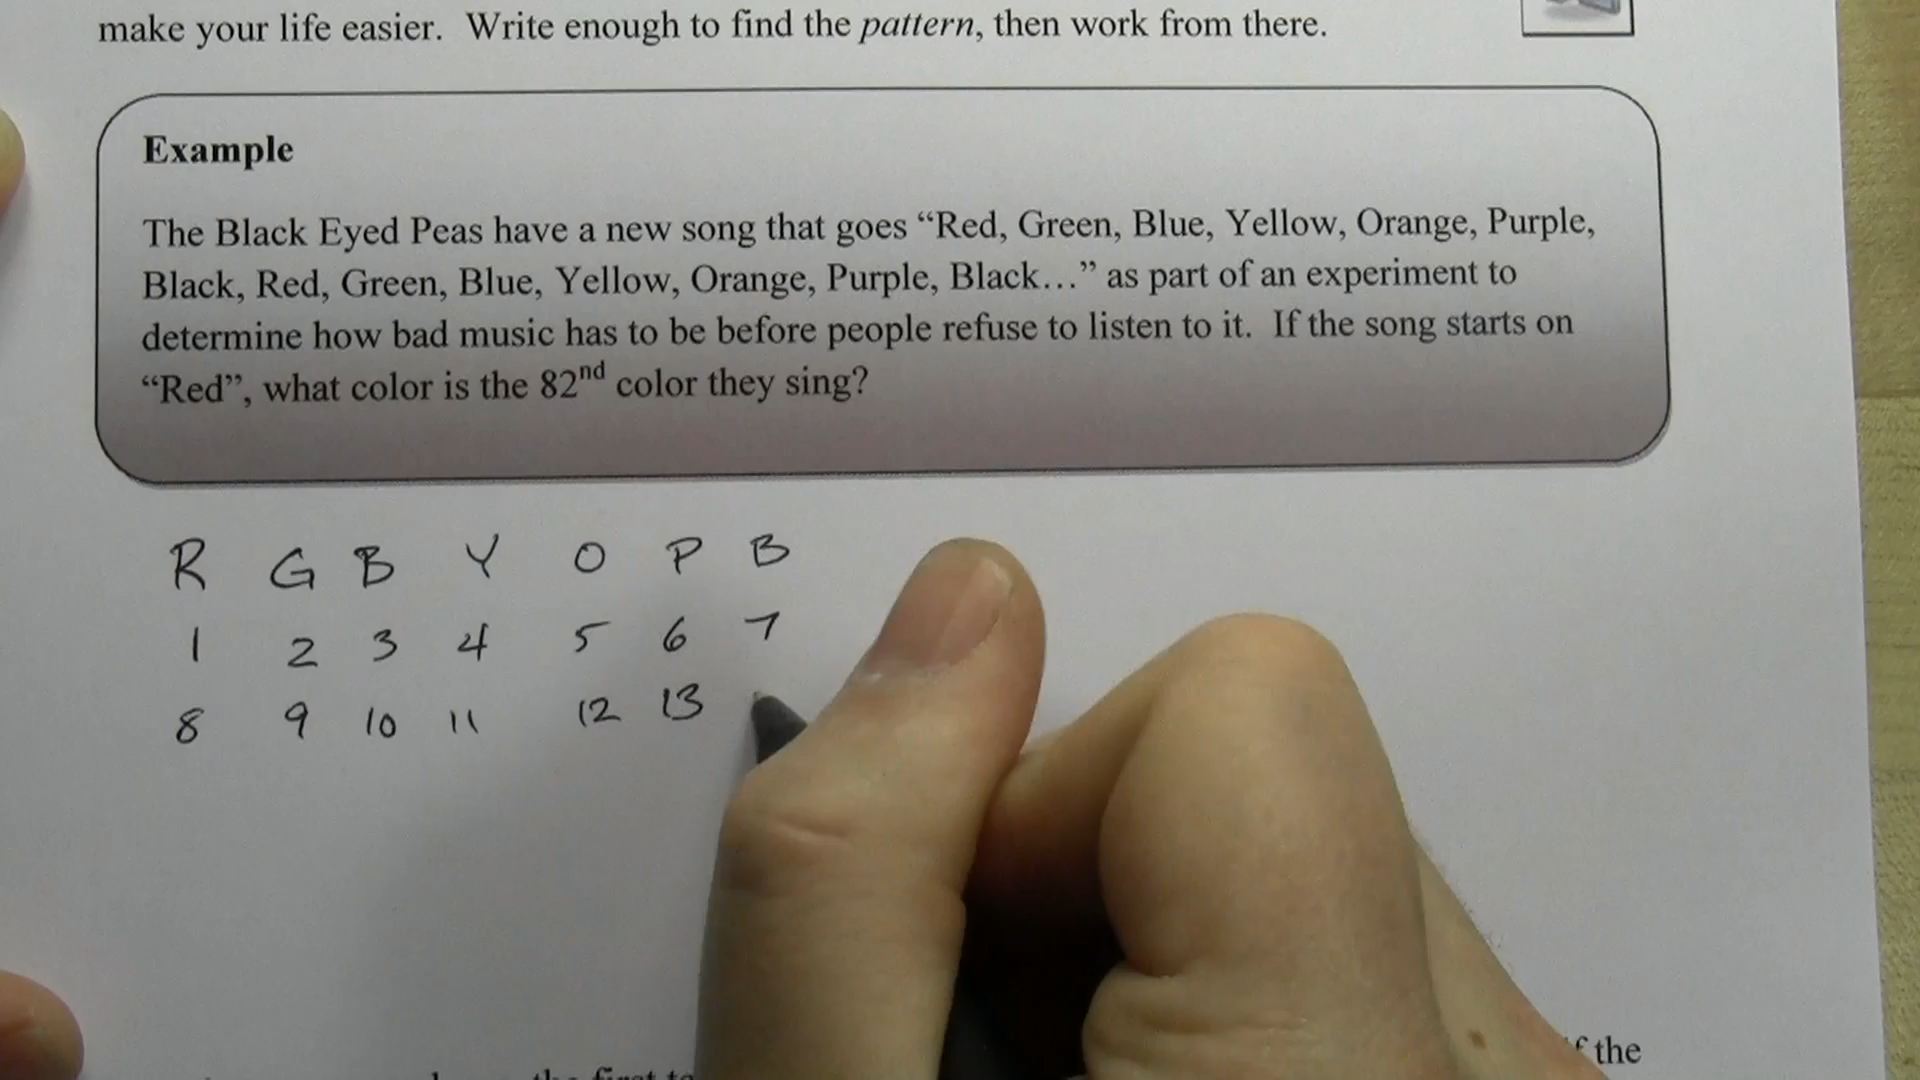 make your life easier. Write enough to find the pattern, then work from there.
Example
The Black Eyed Peas have a new song that goes “Red, Green, Blue, Yellow, Orange, Purple,
Black, Red, Green, Blue, Yellow, Orange, Purple, Black…” as part of an experiment to
determine how bad music has to be before people refuse to listen to it. If the song starts on
“Red”, what color is the 82nd color they sing?
R G B Y O P B
1 2 3 4 5 6 7
8 9 10 11 12 13
the first to
the